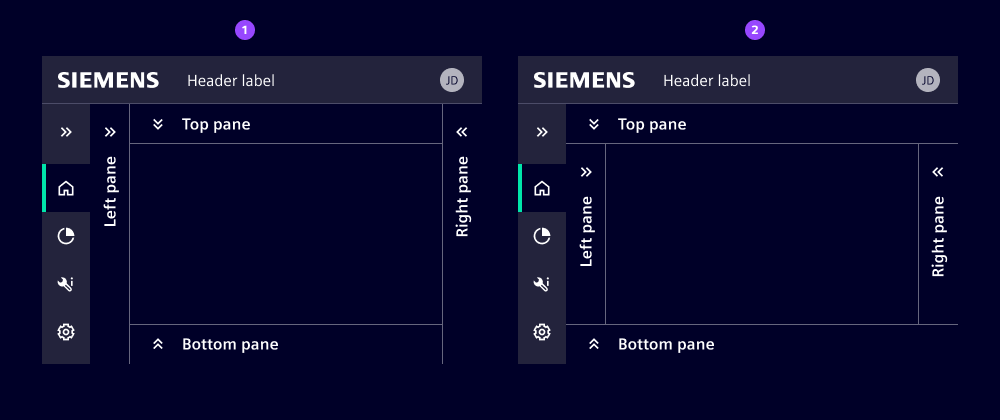 1
SIEMENS Header label JD
Top pane
Left pane
Right pane
Bottom pane
2
SIEMENS Header label JD
Top pane
Left pane
Right pane
Bottom pane